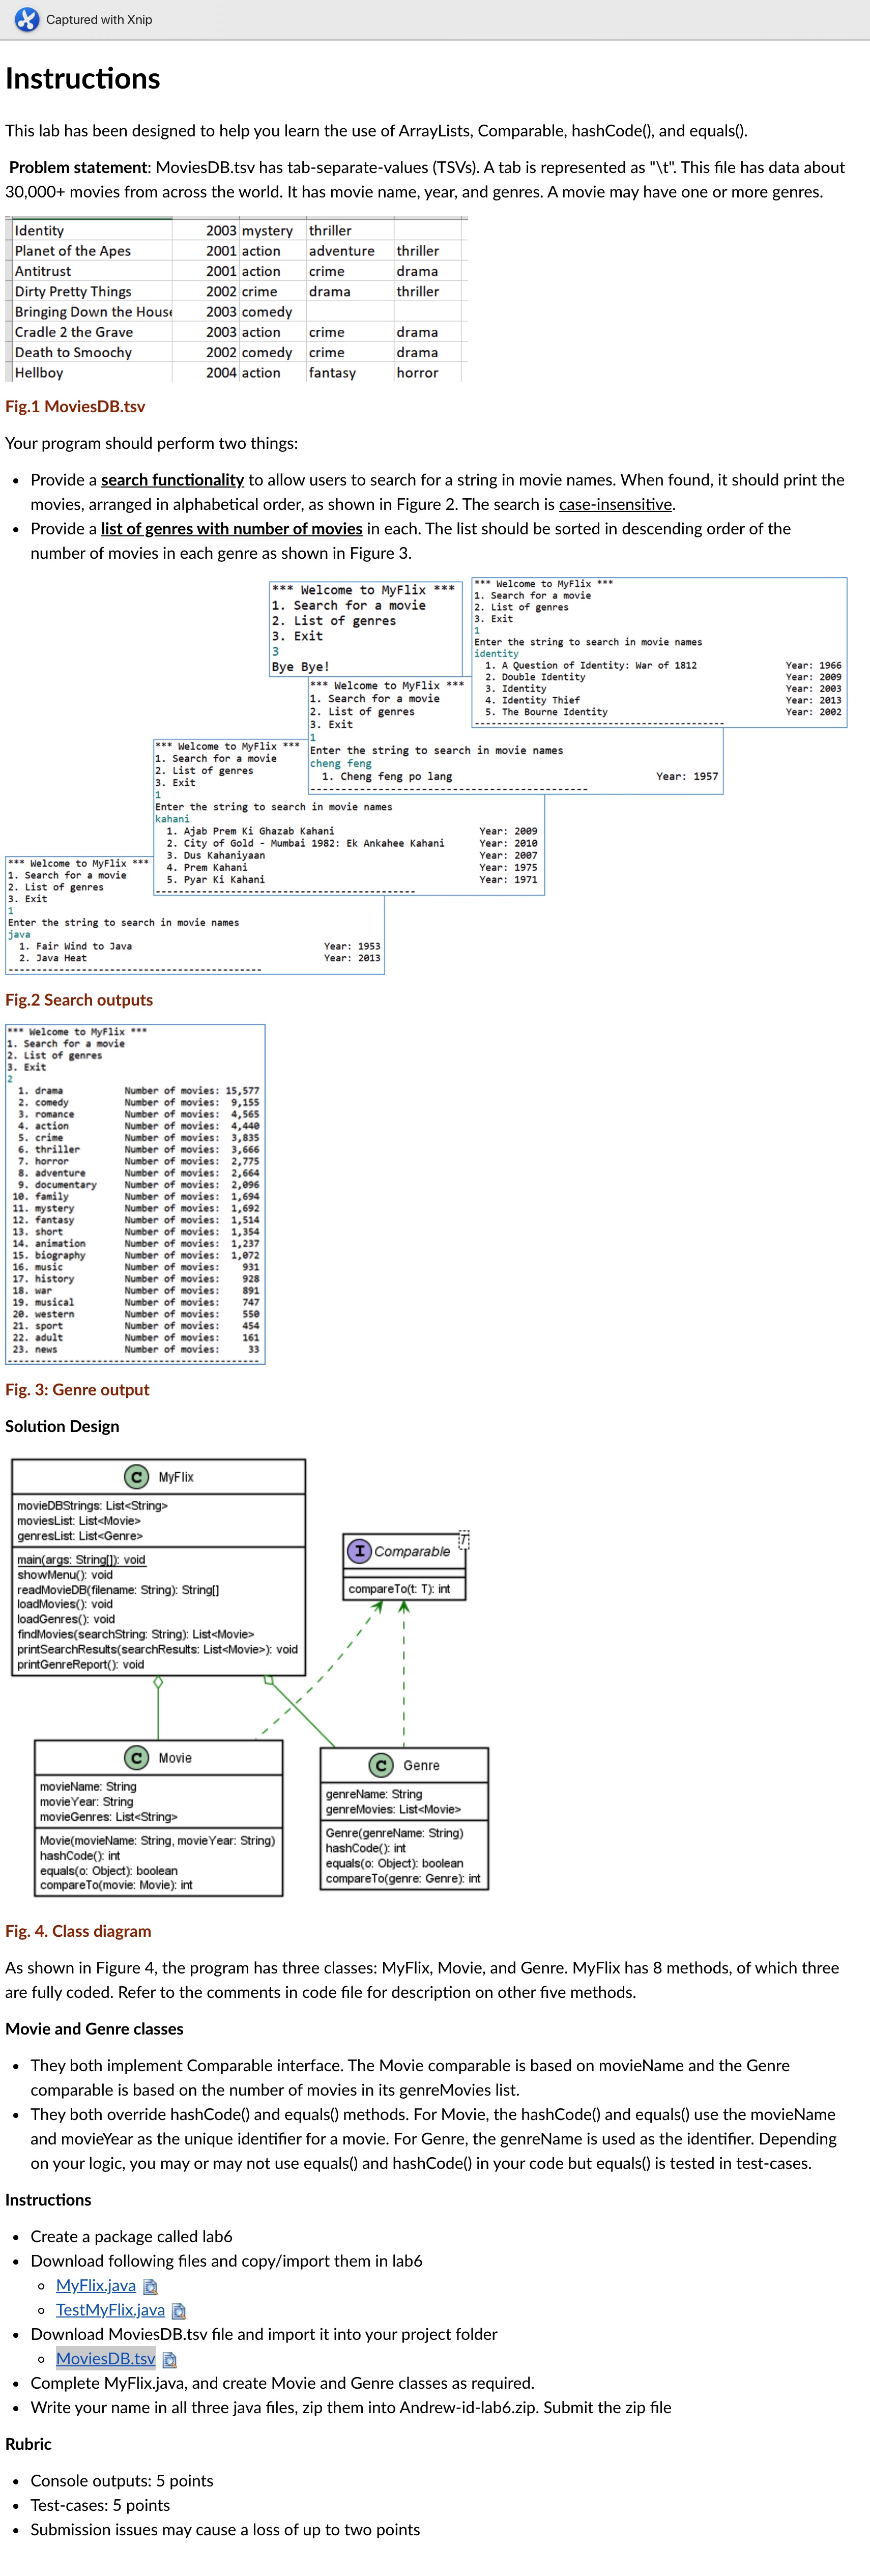 Captured with Xnip
Instructions
This lab has been designed to help you learn the use of ArrayLists, Comparable, hashCode(), and equals().
Problem statement: MoviesDB.tsv has tab-separate-values (TSVs). A tab is represented as "\t". This file has data about
30,000+ movies from across the world. It has movie name, year, and genres. A movie may have one or more genres.
Identity 2003 mystery thriller
Planet of the Apes 2001 action adventure thriller
Antitrust 2001 action crime drama
Dirty Pretty Things 2002 crime drama thriller
Bringing Down the House 2003 comedy
Cradle 2 the Grave 2003 action crime drama
Death to Smoochy 2002 comedy crime drama
Hellboy 2004 action fantasy horror
Fig.1 MoviesDB.tsv
Your program should perform two things:
• Provide a search functionality to allow users to search for a string in movie names. When found, it should print the
movies, arranged in alphabetical order, as shown in Figure 2. The search is case-insensitive.
• Provide a list of genres with number of movies in each. The list should be sorted in descending order of the
number of movies in each genre as shown in Figure 3.
*** Welcome to MyFlix ***
1. Search for a movie
2. List of genres
3. Exit
3
Bye Bye!
*** Welcome to MyFlix ***
1. Search for a movie
2. List of genres
3. Exit
1
Enter the string to search in movie names
identity
1. A Question of Identity: War of 1812 Year: 1966
2. Double Identity Year: 2009
3. Identity Year: 2003
4. Identity Thief Year: 2013
5. The Bourne Identity Year: 2002
--------------------------------------------
*** Welcome to MyFlix ***
1. Search for a movie
2. List of genres
3. Exit
1
Enter the string to search in movie names
cheng feng
1. Cheng feng po lang Year: 1957
--------------------------------------------
*** Welcome to MyFlix ***
1. Search for a movie
2. List of genres
3. Exit
1
Enter the string to search in movie names
kahani
1. Ajab Prem Ki Ghazab Kahani Year: 2009
2. City of Gold - Mumbai 1982: Ek Ankahee Kahani Year: 2010
3. Dus Kahaniyaan Year: 2007
4. Prem Kahani Year: 1975
5. Pyar Ki Kahani Year: 1971
--------------------------------------------
*** Welcome to MyFlix ***
1. Search for a movie
2. List of genres
3. Exit
1
Enter the string to search in movie names
java
1. Fair Wind to Java Year: 1953
2. Java Heat Year: 2013
--------------------------------------------
Fig.2 Search outputs
*** Welcome to MyFlix ***
1. Search for a movie
2. List of genres
3. Exit
2
1. drama Number of movies: 15,577
2. comedy Number of movies: 9,155
3. romance Number of movies: 4,565
4. action Number of movies: 4,440
5. crime Number of movies: 3,835
6. thriller Number of movies: 3,666
7. horror Number of movies: 2,775
8. adventure Number of movies: 2,664
9. documentary Number of movies: 2,096
10. family Number of movies: 1,694
11. mystery Number of movies: 1,692
12. fantasy Number of movies: 1,514
13. short Number of movies: 1,354
14. animation Number of movies: 1,237
15. biography Number of movies: 1,072
16. music Number of movies: 931
17. history Number of movies: 928
18. war Number of movies: 891
19. musical Number of movies: 747
20. western Number of movies: 550
21. sport Number of movies: 454
22. adult Number of movies: 161
23. news Number of movies: 33
--------------------------------------------
Fig. 3: Genre output
Solution Design
C MyFlix
movieDBStrings: List<String>
moviesList: List<Movie>
genresList: List<Genre>
main(args: String[]): void
showMenu(): void
readMovieDB(filename: String): String[]
loadMovies(): void
loadGenres(): void
findMovies(searchString: String): List<Movie>
printSearchResults(searchResults: List<Movie>): void
printGenreReport(): void
T
I Comparable
compareTo(t: T): int
C Movie
movieName: String
movieYear: String
movieGenres: List<String>
Movie(movieName: String, movieYear: String)
hashCode(): int
equals(o: Object): boolean
compareTo(movie: Movie): int
C Genre
genreName: String
genreMovies: List<Movie>
Genre(genreName: String)
hashCode(): int
equals(o: Object): boolean
compareTo(genre: Genre): int
Fig. 4. Class diagram
As shown in Figure 4, the program has three classes: MyFlix, Movie, and Genre. MyFlix has 8 methods, of which three
are fully coded. Refer to the comments in code file for description on other five methods.
Movie and Genre classes
• They both implement Comparable interface. The Movie comparable is based on movieName and the Genre
comparable is based on the number of movies in its genreMovies list.
• They both override hashCode() and equals() methods. For Movie, the hashCode() and equals() use the movieName
and movieYear as the unique identifier for a movie. For Genre, the genreName is used as the identifier. Depending
on your logic, you may or may not use equals() and hashCode() in your code but equals() is tested in test-cases.
Instructions
• Create a package called lab6
• Download following files and copy/import them in lab6
MyFlix.java
TestMyFlix.java
• Download MoviesDB.tsv file and import it into your project folder
MoviesDB.tsv
• Complete MyFlix.java, and create Movie and Genre classes as required.
• Write your name in all three java files, zip them into Andrew-id-lab6.zip. Submit the zip file
Rubric
• Console outputs: 5 points
• Test-cases: 5 points
• Submission issues may cause a loss of up to two points